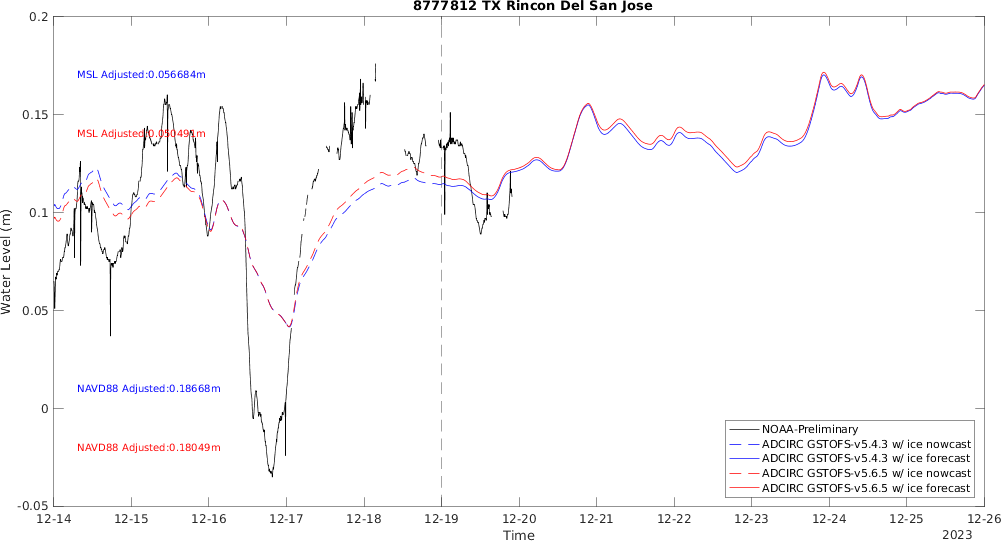 8777812 TX Rincon Del San Jose
0.2
0.15
0.1
0.05
0
-0.05
Water Level (m)
MSL Adjusted:0.056684m
MSL Adjusted:0.050491m
NAVD88 Adjusted:0.18668m
NAVD88 Adjusted:0.18049m
NOAA-Preliminary
ADCIRC GSTOFS-v5.4.3 w/ ice nowcast
ADCIRC GSTOFS-v5.4.3 w/ ice forecast
ADCIRC GSTOFS-v5.6.5 w/ ice nowcast
ADCIRC GSTOFS-v5.6.5 w/ ice forecast
12-14 12-15 12-16 12-17 12-18 12-19 12-20 12-21 12-22 12-23 12-24 12-25 12-26
Time
2023